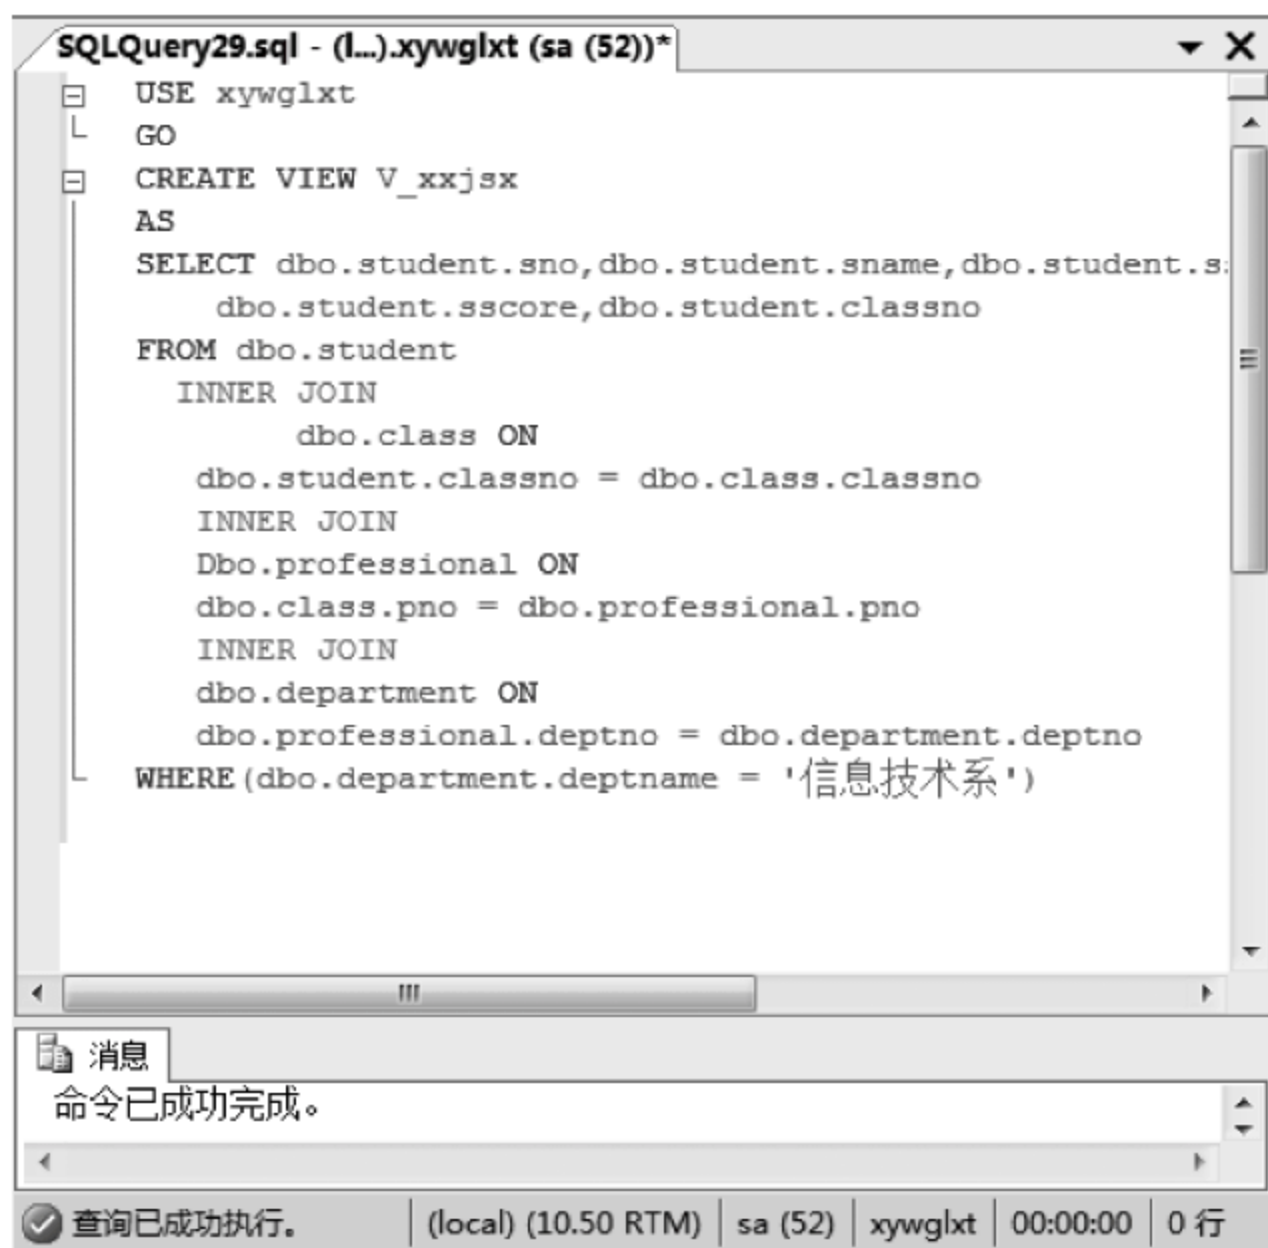 SQLQuery29.sql - (l...).xywglxt (sa (52))*
USE xywglxt
GO
CREATE VIEW V_xxjsx
AS
SELECT dbo.student.sno,dbo.student.sname,dbo.student.s
dbo.student.sscore,dbo.student.classno
FROM dbo.student
INNER JOIN
dbo.class ON
dbo.student.classno = dbo.class.classno
INNER JOIN
Dbo.professional ON
dbo.class.pno = dbo.professional.pno
INNER JOIN
dbo.department ON
dbo.professional.deptno = dbo.department.deptno
WHERE(dbo.department.deptname = '信息技术系')
消息
命令已成功完成。
查询已成功执行。 (local) (10.50 RTM) sa (52) xywglxt 00:00:00 0 行